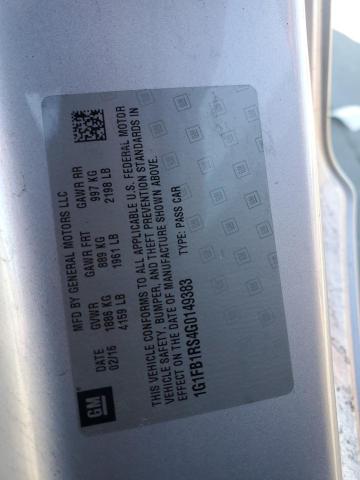 GM
MFD BY GENERAL MOTORS LLC
DATE GVWR GAWR FRT GAWR RR
02/16 1886 KG 889 KG 997 KG
4159 LB 1961 LB 2198 LB
THIS VEHICLE CONFORMS TO ALL APPLICABLE U.S. FEDERAL MOTOR
VEHICLE SAFETY, BUMPER, AND THEFT PREVENTION STANDARDS IN
EFFECT ON THE DATE OF MANUFACTURE SHOWN ABOVE.
TYPE: PASS CAR
1G1FB1RS4G0149383